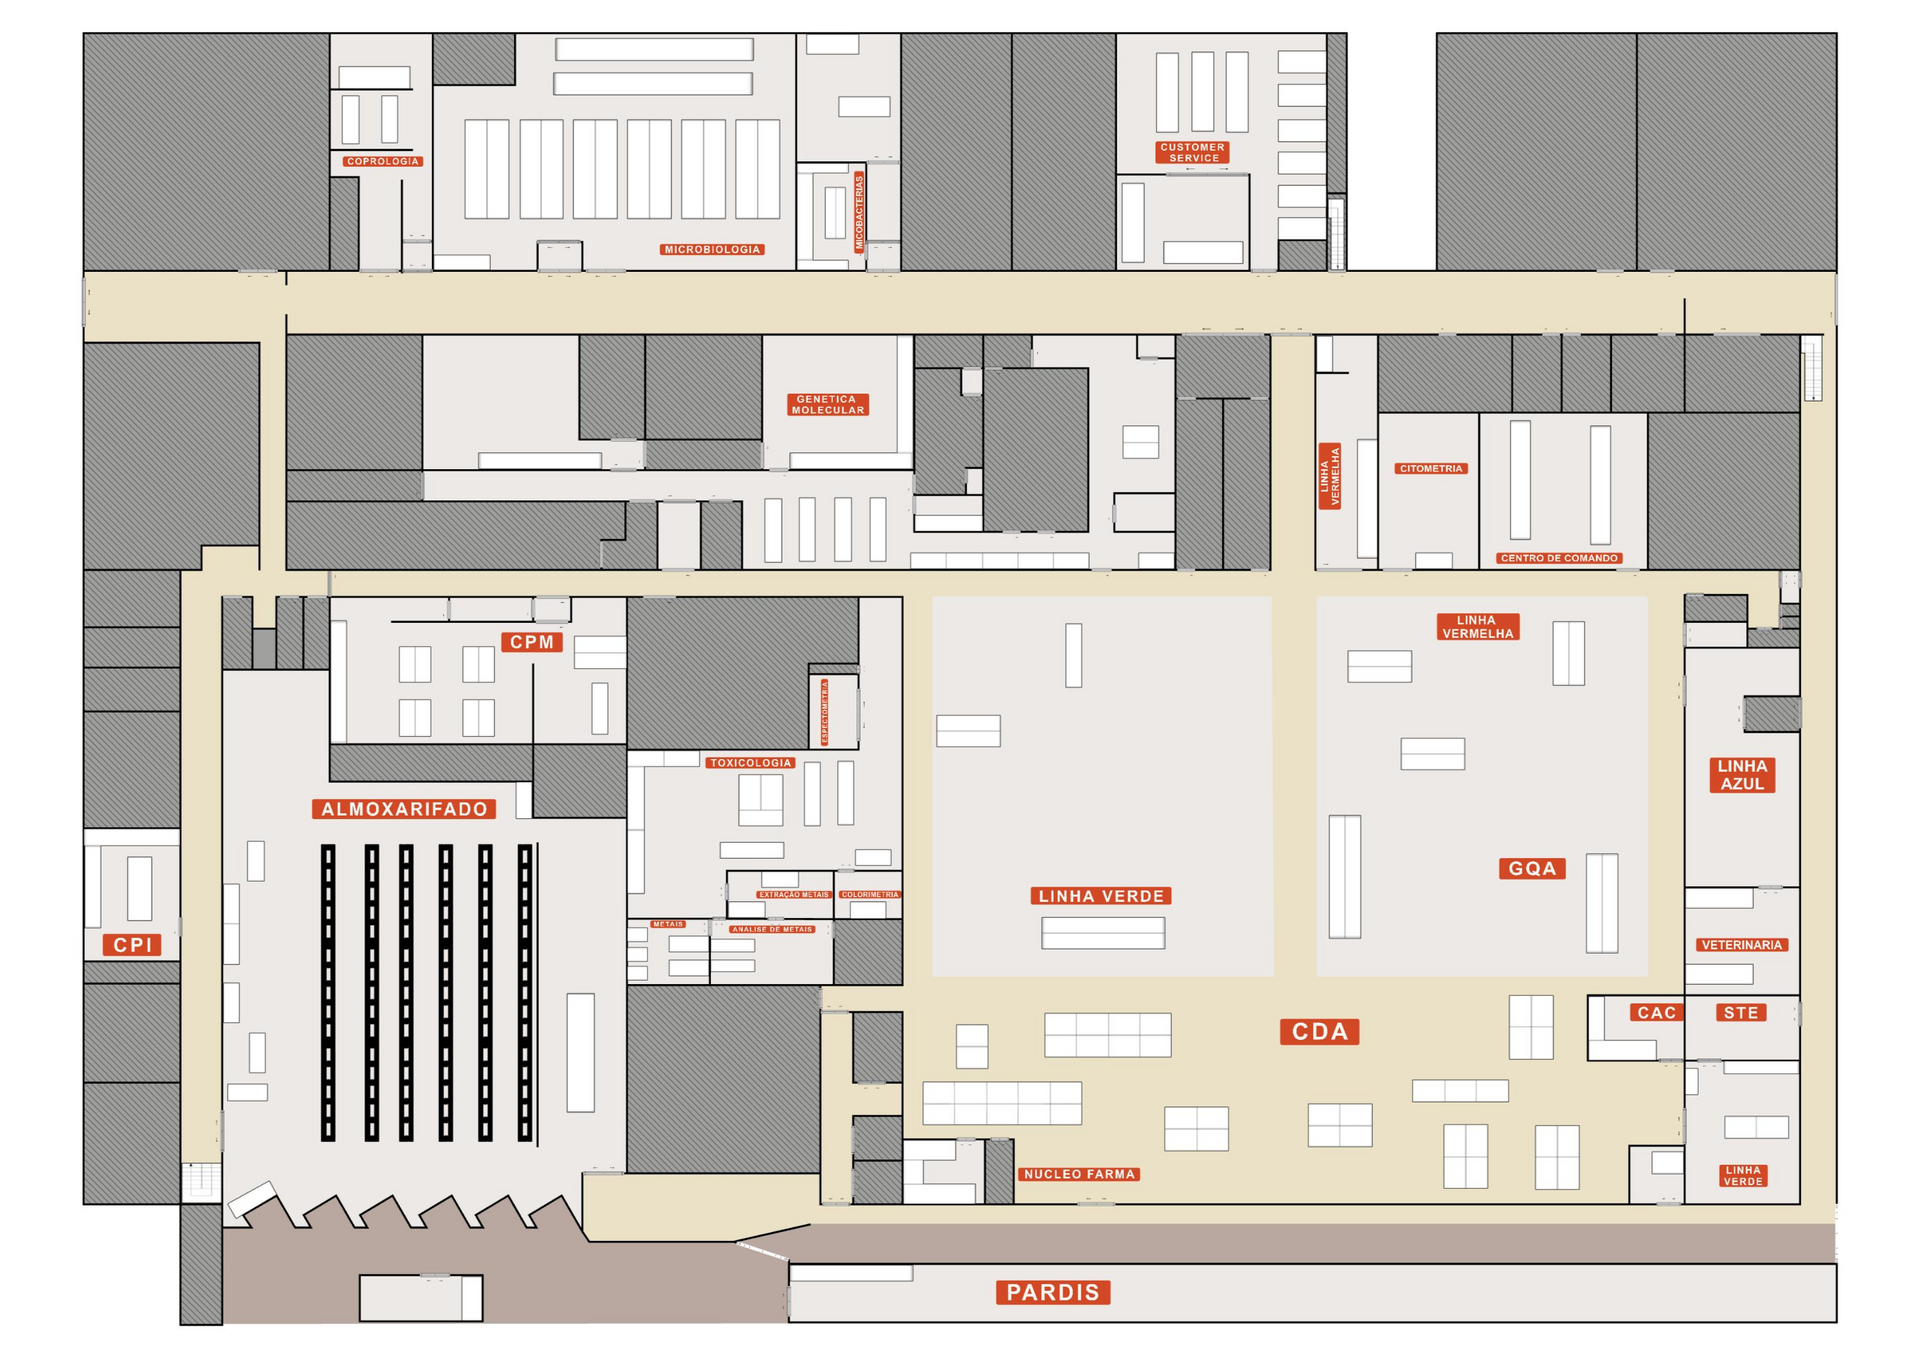 COPROLOGIA
MICROBIOLOGIA
MICOBACTERIAS
CUSTOMER
SERVICE
GENETICA
MOLECULAR
LINHA
VERMELHA
CITOMETRIA
CENTRO DE COMANDO
CPM
LINHA
VERMELHA
ESPECTOMETRIA
TOXICOLOGIA
LINHA
AZUL
ALMOXARIFADO
GQA
EXTRAÇÃO METAIS
COLORIMETRIA
LINHA VERDE
METAIS
ANALISE DE METAIS
CPI
VETERINARIA
CAC
STE
CDA
NUCLEO FARMA
LINHA
VERDE
PARDIS